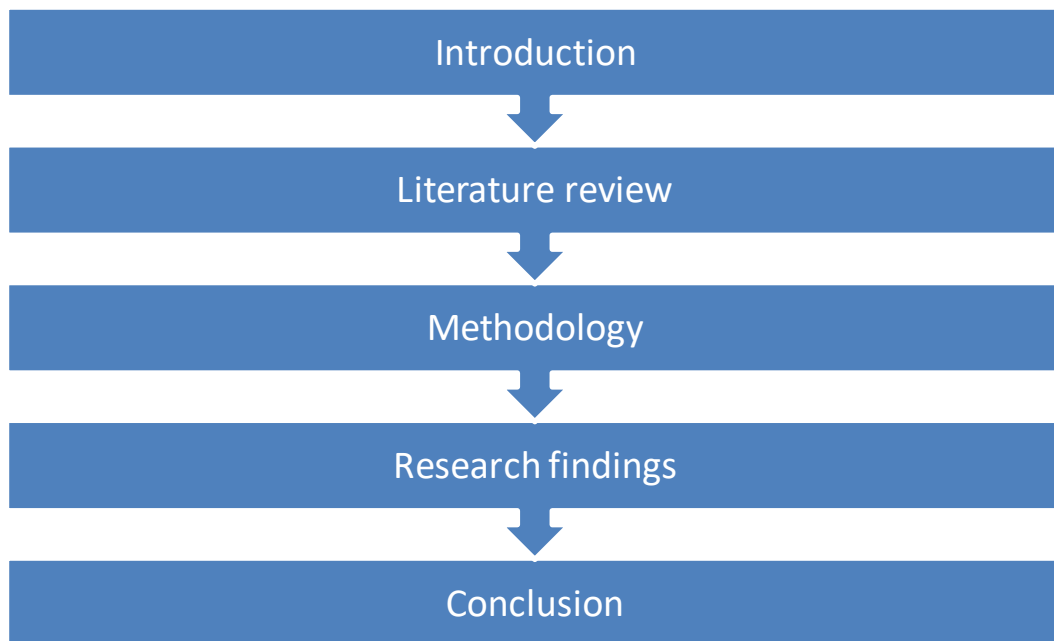 Introduction
Literature review
Methodology
Research findings
Conclusion